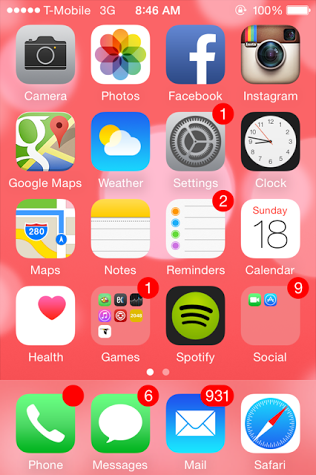 T-Mobile 3G 8:46 AM 100%
Camera Photos Facebook Instagram
1
Google Maps Weather Settings Clock
280
2
Sunday
18
Maps Notes Reminders Calendar
1 9
Health Games Spotify Social
6 931
Phone Messages Mail Safari